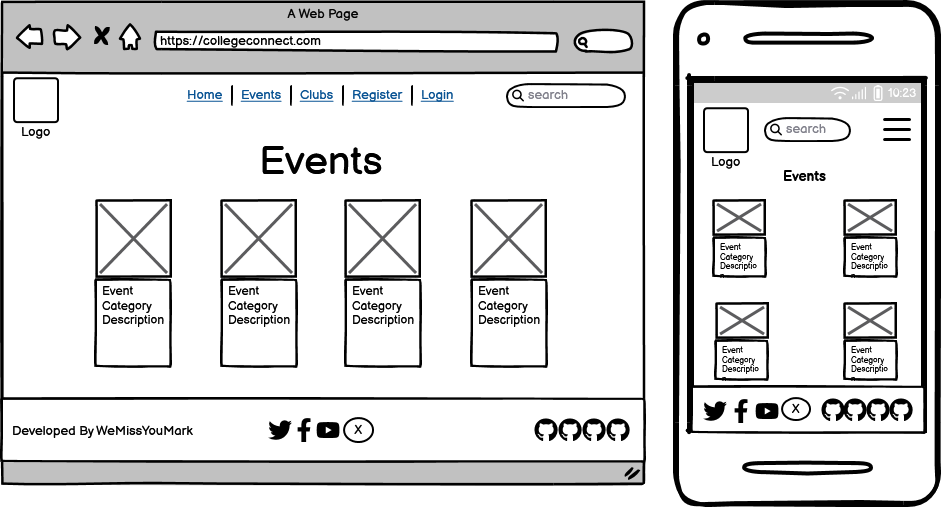 A Web Page
https://collegeconnect.com
Home Events Clubs Register Login
search
Logo
Events
Event
Category
Description
Event
Category
Description
Event
Category
Description
Event
Category
Description
Developed By WeMissYouMark
X
10:23
search
Logo
Events
Event
Category
Descriptio
Event
Category
Descriptio
Event
Category
Descriptio
Event
Category
Descriptio
X